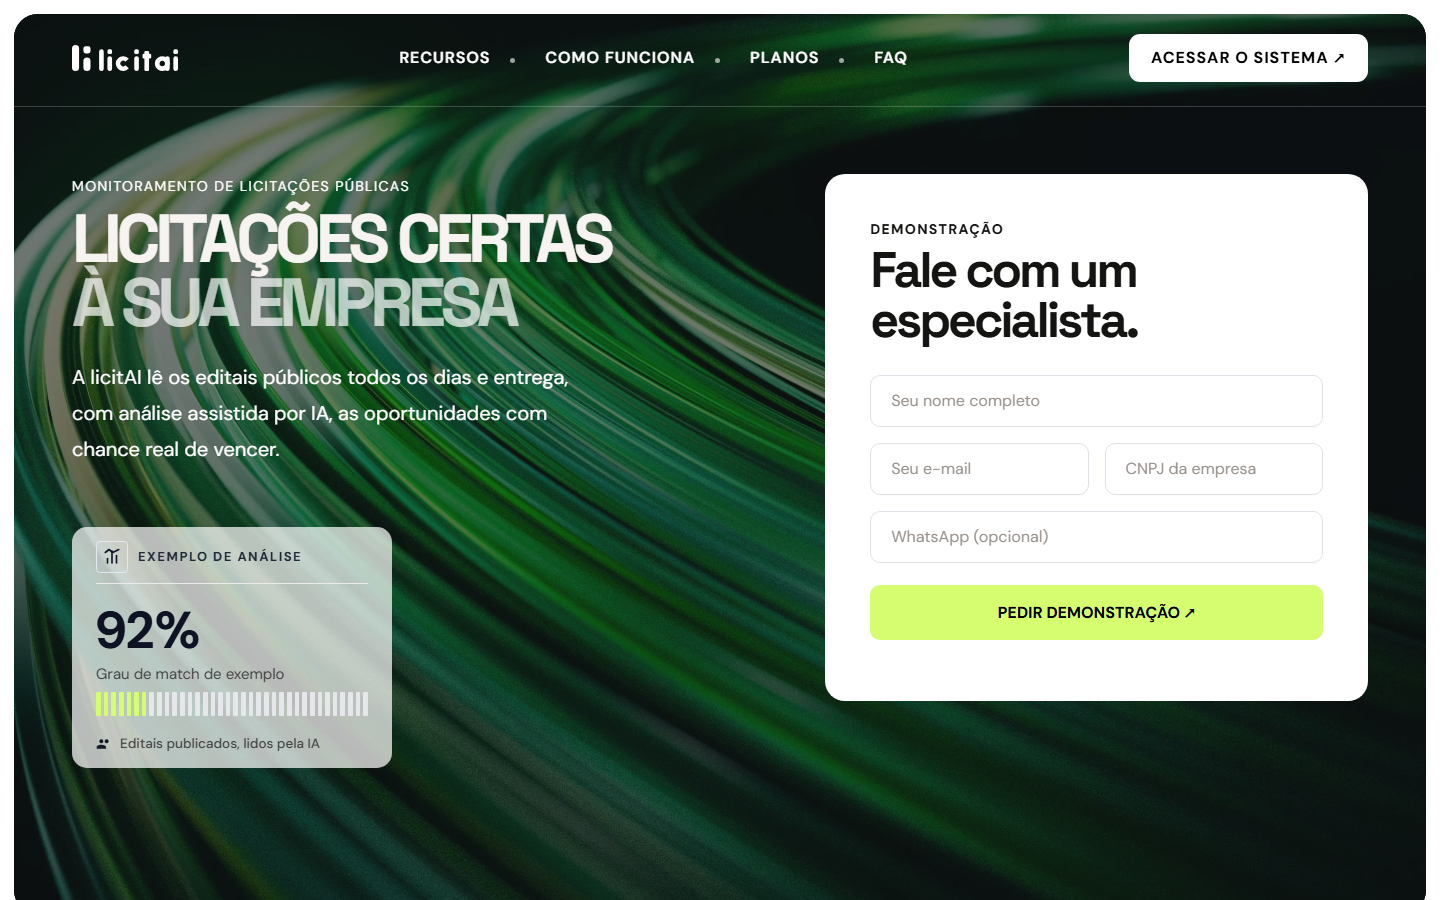 licitai
RECURSOS
COMO FUNCIONA
PLANOS
FAQ
ACESSAR O SISTEMA ↗
MONITORAMENTO DE LICITAÇÕES PÚBLICAS
LICITAÇÕES CERTAS
À SUA EMPRESA
A licitAI lê os editais públicos todos os dias e entrega,
com análise assistida por IA, as oportunidades com
chance real de vencer.
EXEMPLO DE ANÁLISE
92%
Grau de match de exemplo
Editais publicados, lidos pela IA
DEMONSTRAÇÃO
Fale com um
especialista.
Seu nome completo
Seu e-mail
CNPJ da empresa
WhatsApp (opcional)
PEDIR DEMONSTRAÇÃO ↗